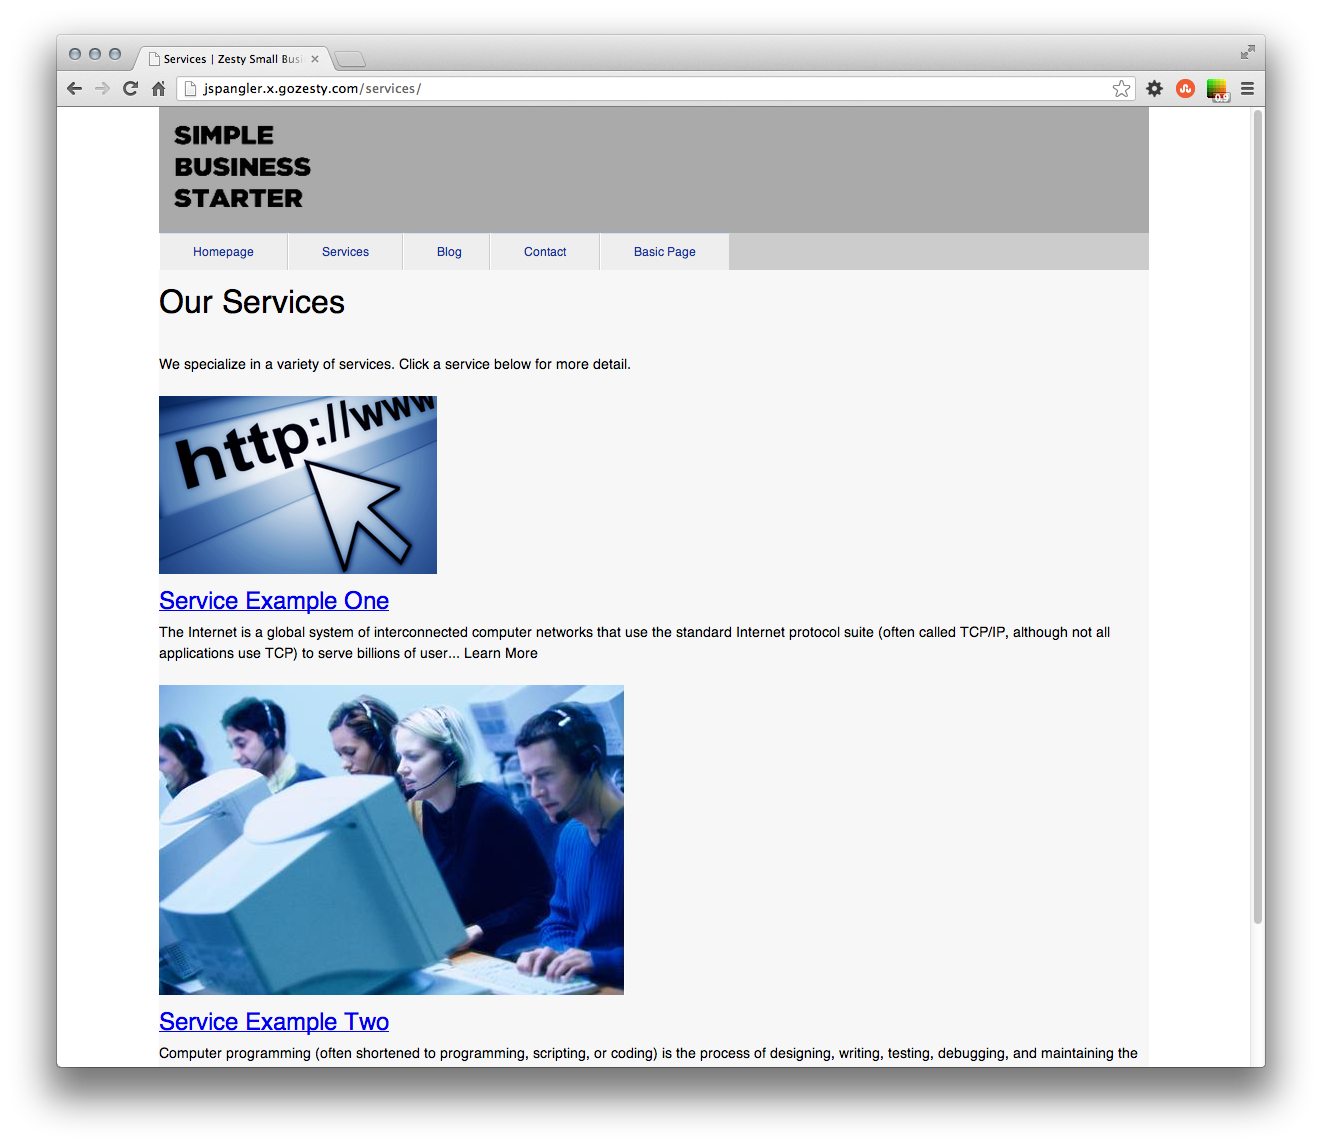 Services | Zesty Small Busi
jspangler.x.gozesty.com/services/
0.9
SIMPLE
BUSINESS
STARTER
Homepage Services Blog Contact Basic Page
Our Services
We specialize in a variety of services. Click a service below for more detail.
http://www
Service Example One
The Internet is a global system of interconnected computer networks that use the standard Internet protocol suite (often called TCP/IP, although not all
applications use TCP) to serve billions of user... Learn More
Service Example Two
Computer programming (often shortened to programming, scripting, or coding) is the process of designing, writing, testing, debugging, and maintaining the